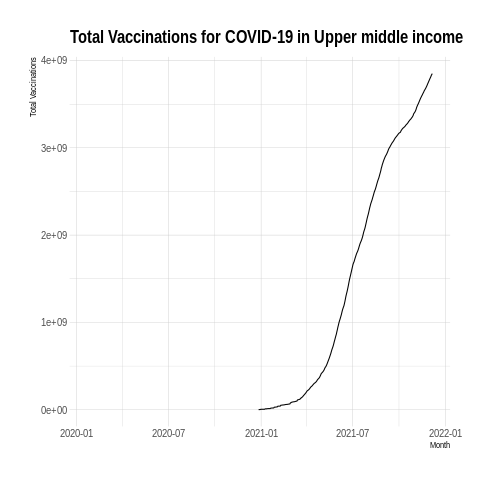 Total Vaccinations for COVID-19 in Upper middle income
Total Vaccinations
4e+09
3e+09
2e+09
1e+09
0e+00
2020-01 2020-07 2021-01 2021-07 2022-01
Month